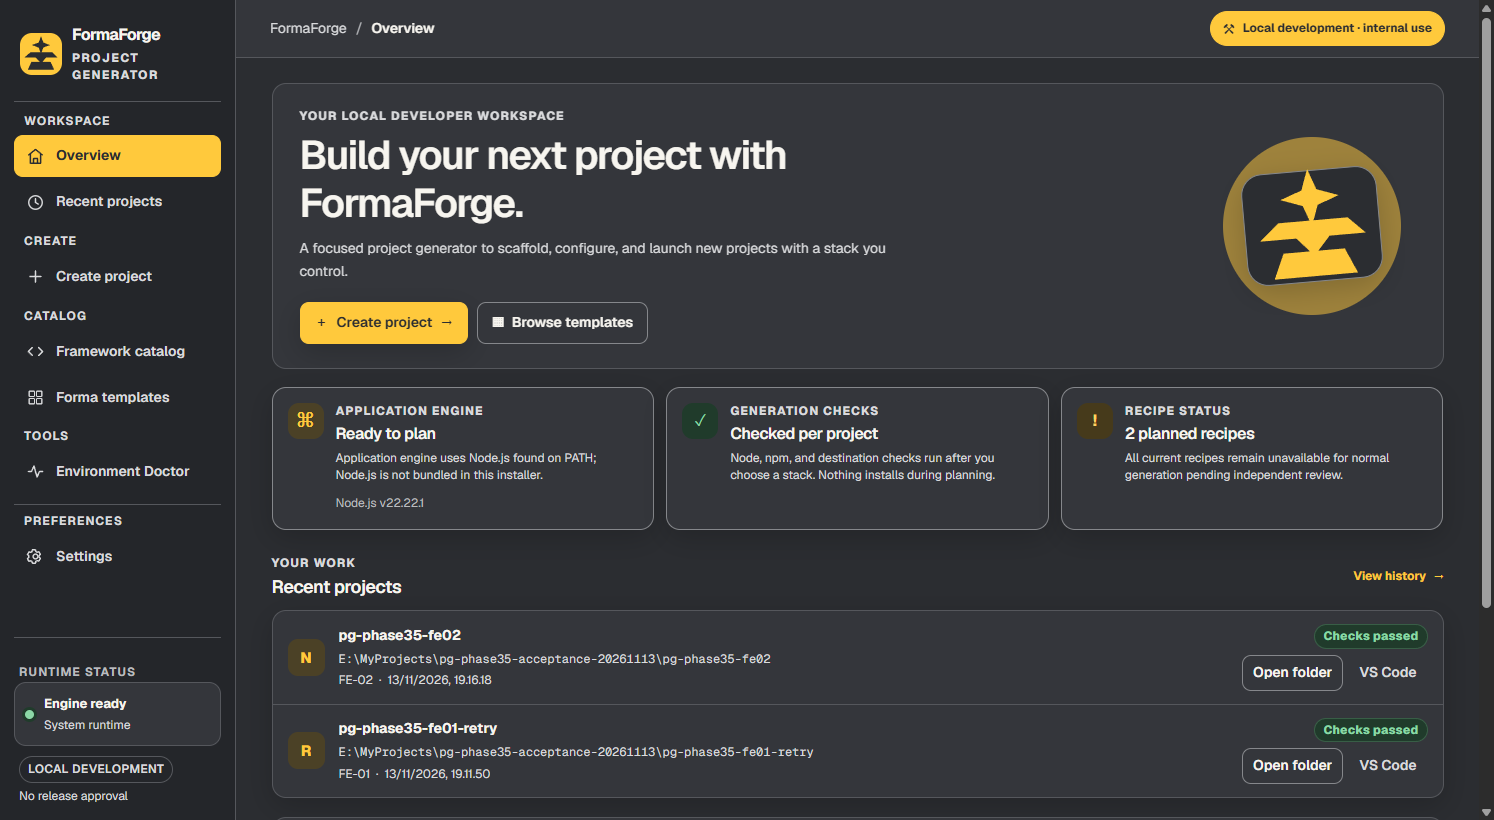 FormaForge
PROJECT
GENERATOR
WORKSPACE
Overview
Recent projects
CREATE
Create project
CATALOG
Framework catalog
Forma templates
TOOLS
Environment Doctor
PREFERENCES
Settings
RUNTIME STATUS
Engine ready
System runtime
LOCAL DEVELOPMENT
No release approval
FormaForge / Overview
Local development · internal use
YOUR LOCAL DEVELOPER WORKSPACE
Build your next project with
FormaForge.
A focused project generator to scaffold, configure, and launch new projects with a stack you
control.
+ Create project →
Browse templates
APPLICATION ENGINE
Ready to plan
Application engine uses Node.js found on PATH;
Node.js is not bundled in this installer.
Node.js v22.22.1
GENERATION CHECKS
Checked per project
Node, npm, and destination checks run after you
choose a stack. Nothing installs during planning.
!
RECIPE STATUS
2 planned recipes
All current recipes remain unavailable for normal
generation pending independent review.
YOUR WORK
Recent projects
View history →
N
pg-phase35-fe02
E:\MyProjects\pg-phase35-acceptance-20261113\pg-phase35-fe02
FE-02 · 13/11/2026, 19.16.18
Checks passed
Open folder
VS Code
R
pg-phase35-fe01-retry
E:\MyProjects\pg-phase35-acceptance-20261113\pg-phase35-fe01-retry
FE-01 · 13/11/2026, 19.11.50
Checks passed
Open folder
VS Code